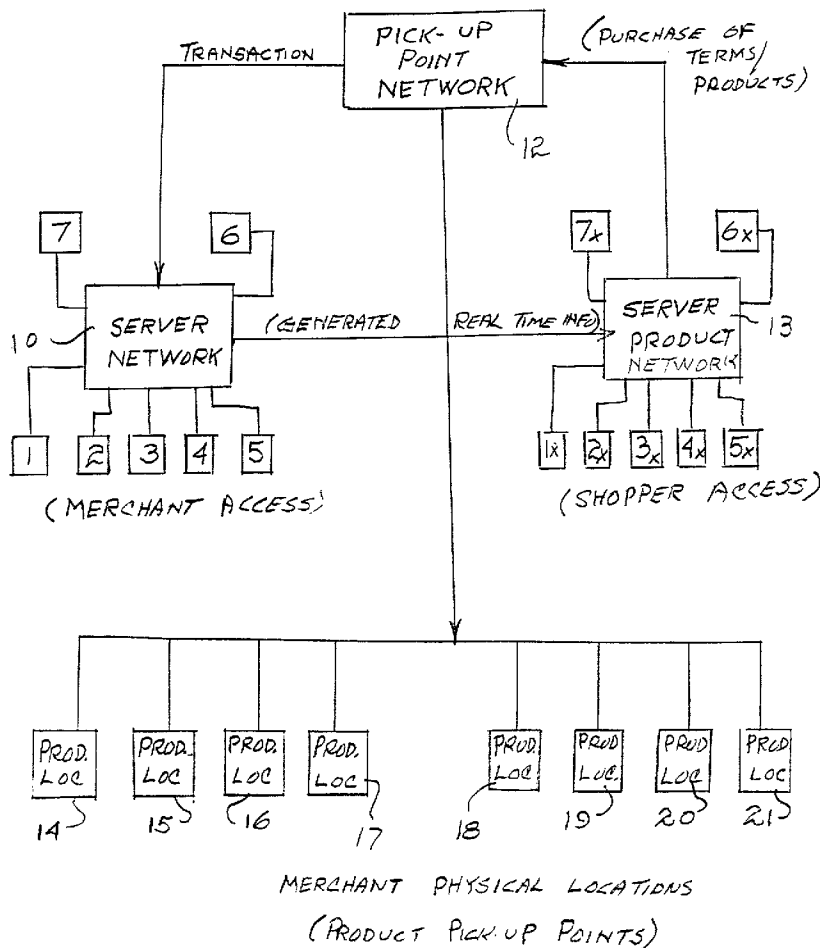 PICK-UP
POINT
NETWORK
12
TRANSACTION
(PURCHASE OF
TERMS/
PRODUCTS)
7
6
7x
6x
10
SERVER
NETWORK
(GENERATED REAL TIME INFO)
SERVER
PRODUCT
NETWORK
13
1 2 3 4 5
1x 2x 3x 4x 5x
(MERCHANT ACCESS)
(SHOPPER ACCESS)
PROD.
LOC
14
PROD.
LOC
15
PROD.
LOC
16
PROD.
LOC.
17
PROD.
LOC.
18
PROD
LOC.
19
PROD
LOC
20
PROD
LOC
21
MERCHANT PHYSICAL LOCATIONS
(PRODUCT PICK-UP POINTS)